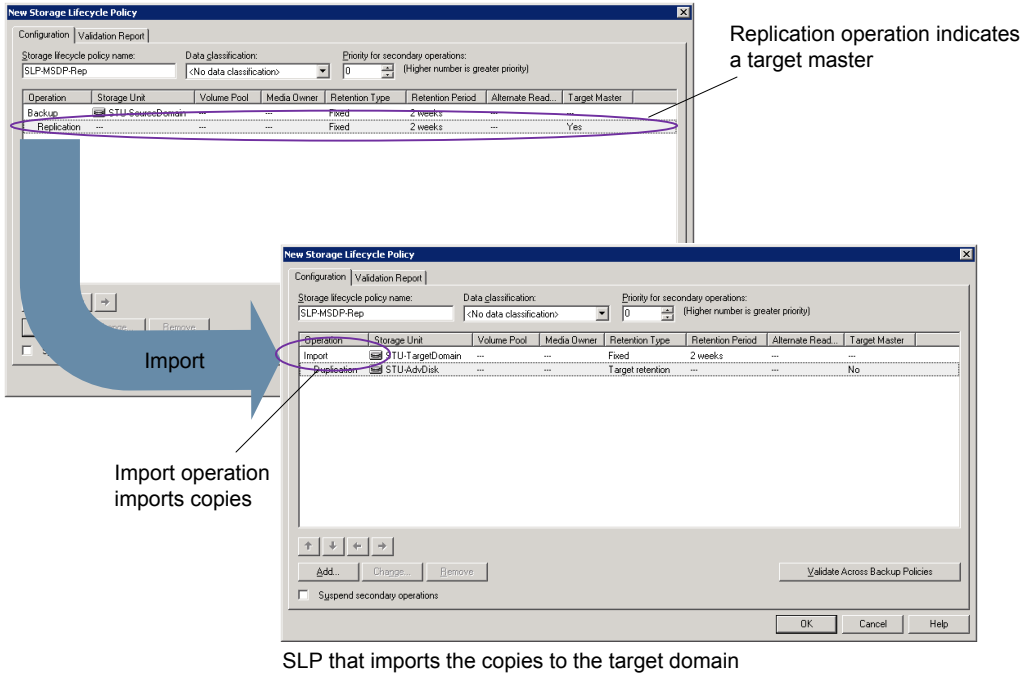 New Storage Lifecycle Policy
Configuration Validation Report
Storage lifecycle policy name: Data classification: Priority for secondary operations:
SLP-MSDP-Rep <No data classification> 0 (Higher number is greater priority)
Operation Storage Unit Volume Pool Media Owner Retention Type Retention Period Alternate Read... Target Master
Backup STU-SourceDomain --- --- Fixed 2 weeks --- ---
Replication --- --- --- Fixed 2 weeks --- Yes
Replication operation indicates
a target master
Remove
Import
New Storage Lifecycle Policy
Configuration Validation Report
Storage lifecycle policy name: Data classification: Priority for secondary operations:
SLP-MSDP-Rep <No data classification> 0 (Higher number is greater priority)
Operation Storage Unit Volume Pool Media Owner Retention Type Retention Period Alternate Read... Target Master
Import STU-TargetDomain --- --- Fixed 2 weeks --- ---
Duplication STU-AdvDisk --- --- Target retention --- --- No
Import operation
imports copies
Add... Change... Remove Validate Across Backup Policies
Suspend secondary operations
OK Cancel Help
SLP that imports the copies to the target domain